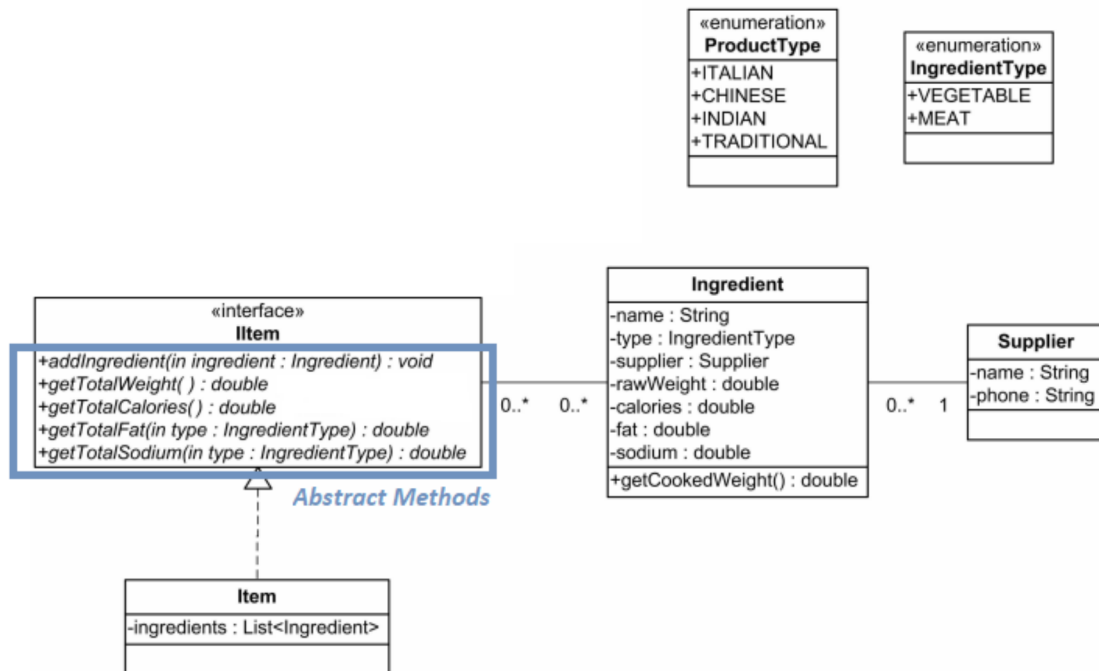 «enumeration»
ProductType
+ITALIAN
+CHINESE
+INDIAN
+TRADITIONAL
«enumeration»
IngredientType
+VEGETABLE
+MEAT
«interface»
IItem
+addIngredient(in ingredient : Ingredient) : void
+getTotalWeight( ) : double
+getTotalCalories() : double
+getTotalFat(in type : IngredientType) : double
+getTotalSodium(in type : IngredientType) : double
Abstract Methods
0..* 0..*
Ingredient
-name : String
-type : IngredientType
-supplier : Supplier
-rawWeight : double
-calories : double
-fat : double
-sodium : double
+getCookedWeight() : double
0..* 1
Supplier
-name : String
-phone : String
Item
-ingredients : List<Ingredient>